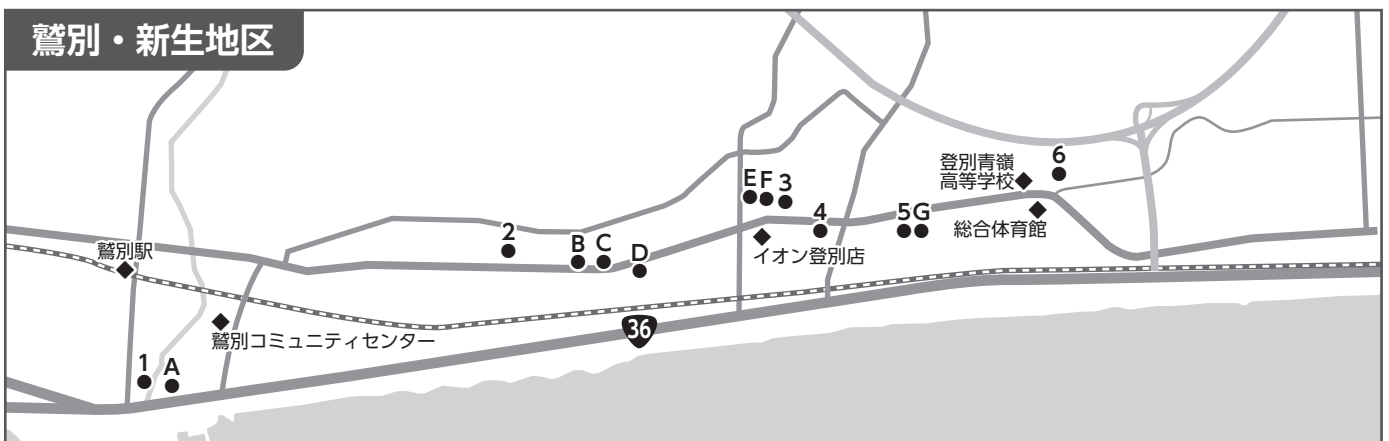 鷲別・新生地区
鷲別駅
鷲別コミュニティセンター
1
A
2
B
C
D
36
E
F
3
イオン登別店
4
5
G
登別青嶺
高等学校
総合体育館
6